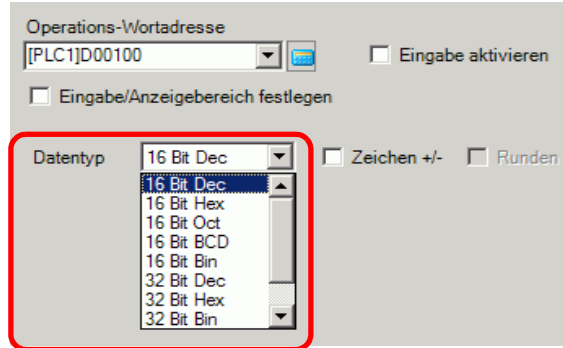 Operations-Wortadresse
[PLC1]D00100
Eingabe aktivieren
Eingabe/Anzeigebereich festlegen
Datentyp 16 Bit Dec Zeichen +/- Runden
16 Bit Dec
16 Bit Hex
16 Bit Oct
16 Bit BCD
16 Bit Bin
32 Bit Dec
32 Bit Hex
32 Bit Bin